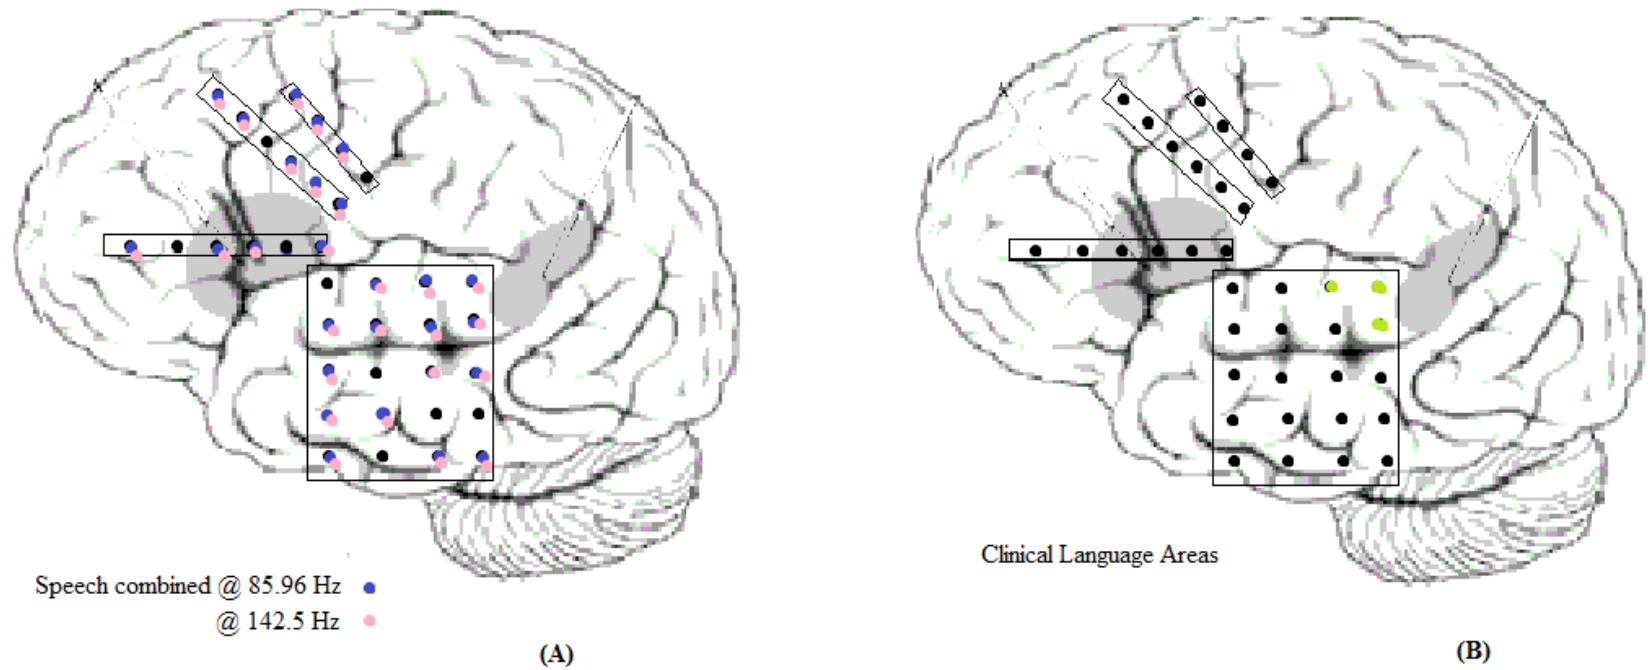 Speech combined @ 85.96 Hz
@ 142.5 Hz
(A)
Clinical Language Areas
(B)